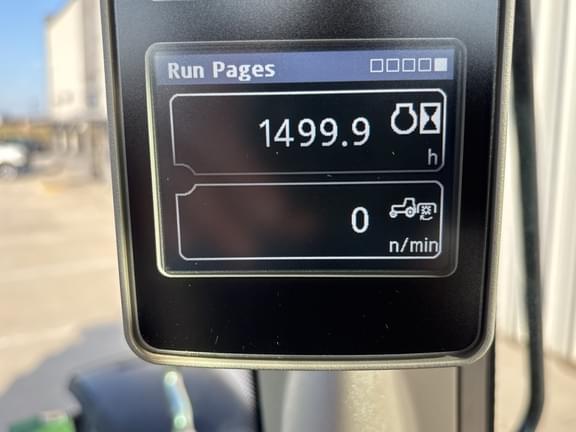 Run Pages
1499.9
h
0
n/min